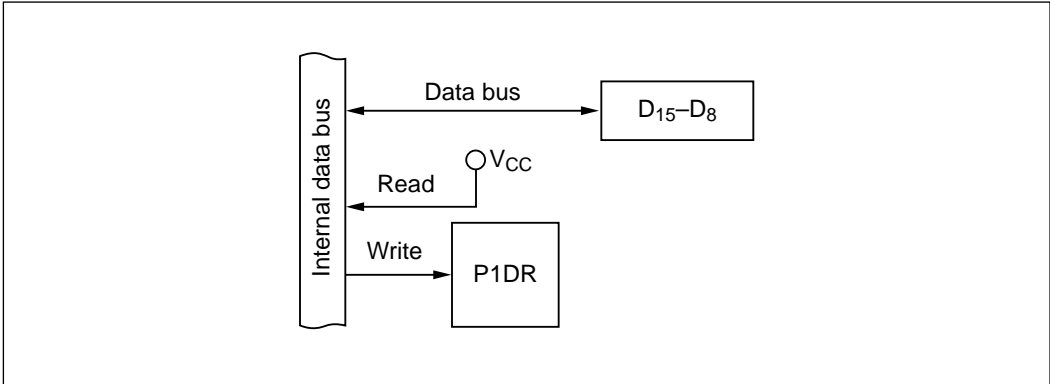 Internal data bus
Data bus
D15–D8
VCC
Read
Write
P1DR